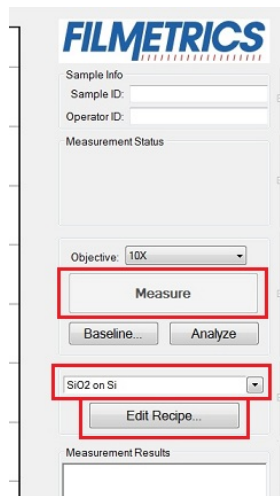 FILMETRICS
Sample Info
Sample ID:
Operator ID:
Measurement Status
Objective: 10X
Measure
Baseline... Analyze
SiO2 on Si
Edit Recipe...
Measurement Results